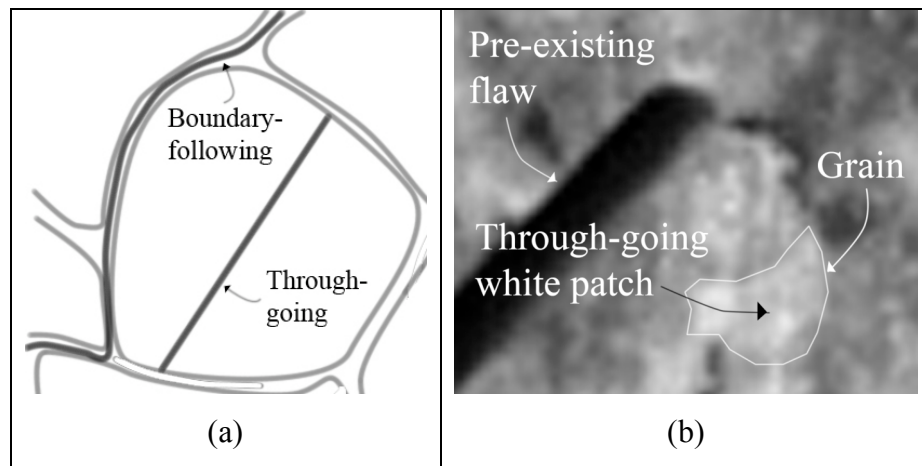 Boundary-
following
Through-
going
(a)
Pre-existing
flaw
Grain
Through-going
white patch
(b)